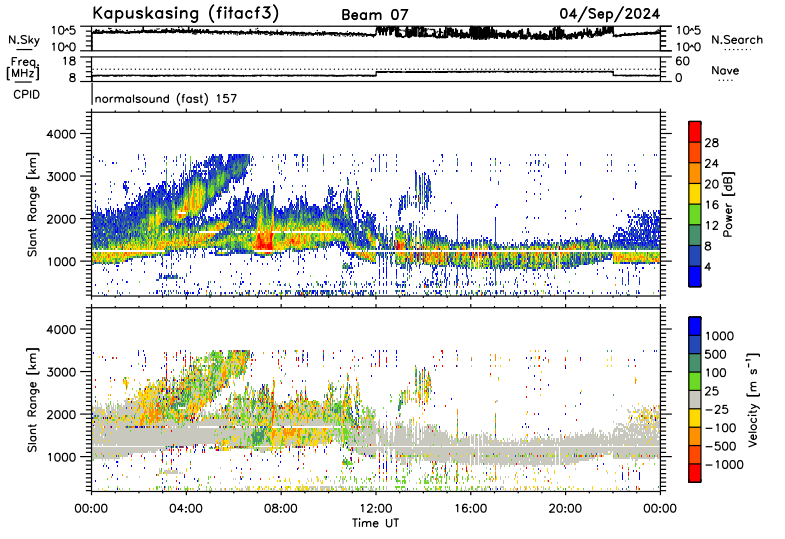 Kapuskasing (fitacf3) Beam 07 04/Sep/2024
N.Sky 10^5 10^0 10^5 10^0 N.Search
Freq. [MHz] 18 8 60 0 Nave
CPID normalsound (fast) 157
Slant Range [km]
4000
3000
2000
1000
28
24
20
16
12
8
4
Power [dB]
Slant Range [km]
4000
3000
2000
1000
1000
500
100
25
−25
−100
−500
−1000
Velocity [m s⁻¹]
00:00 04:00 08:00 12:00 16:00 20:00 00:00
Time UT